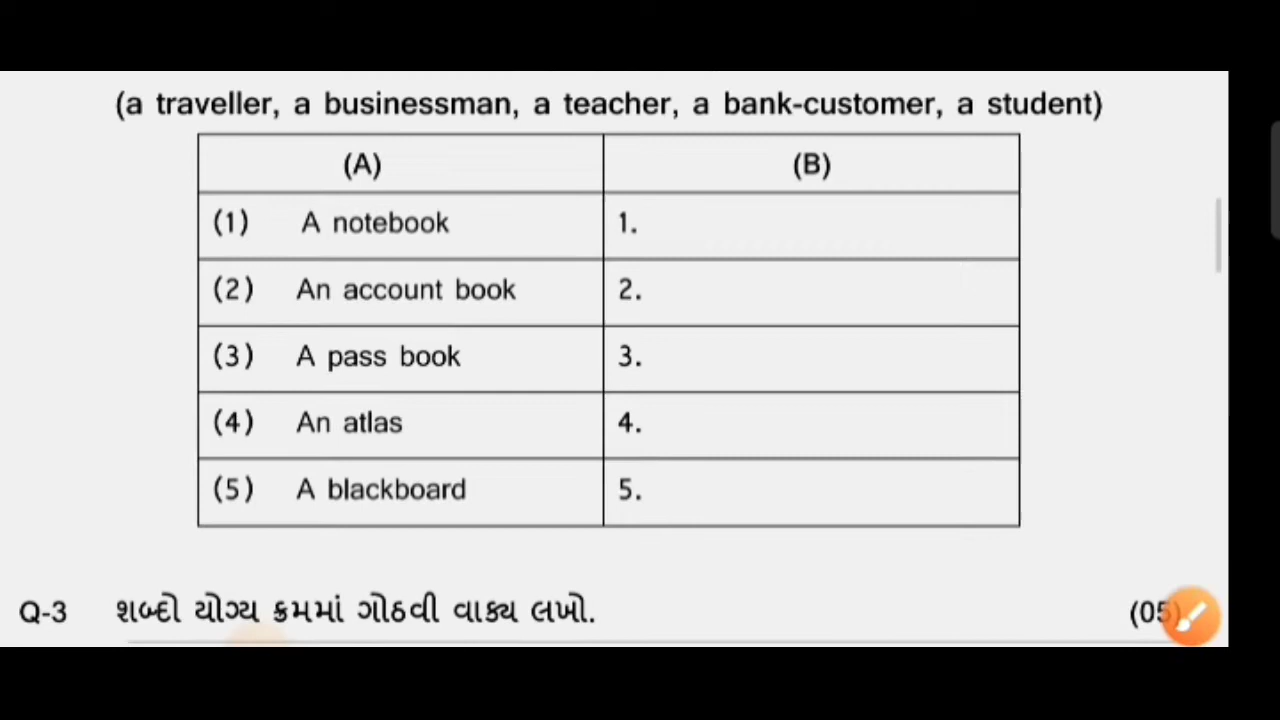 (a traveller, a businessman, a teacher, a bank-customer, a student)
(A) (B)
(1) A notebook 1.
(2) An account book 2.
(3) A pass book 3.
(4) An atlas 4.
(5) A blackboard 5.
Q-3 શબ્દો યોગ્ય ક્રમમાં ગોઠવી વાક્ય લખો. (05)